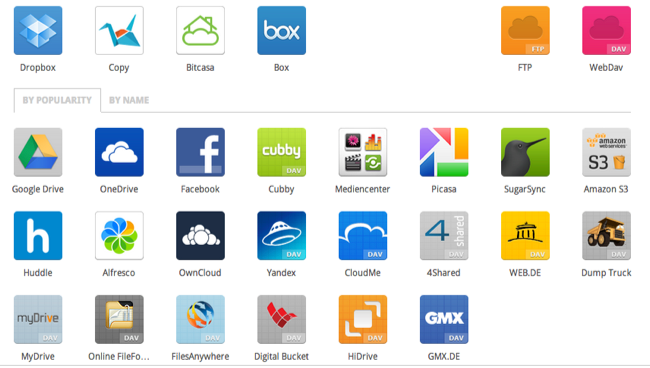 box
FTP
DAV
Dropbox
Copy
Bitcasa
Box
FTP
WebDav
BY POPULARITY
BY NAME
f
cubby
DAV
amazon
webservices
S3
Google Drive
OneDrive
Facebook
Cubby
Mediencenter
Picasa
SugarSync
Amazon S3
h
DAV
DAV
4shared
DAV
DAV
DAV
Huddle
Alfresco
OwnCloud
Yandex
CloudMe
4Shared
WEB.DE
Dump Truck
myDrive
DAV
DAV
DAV
DAV
DAV
GMX
DAV
MyDrive
Online FileFo...
FilesAnywhere
Digital Bucket
HiDrive
GMX.DE